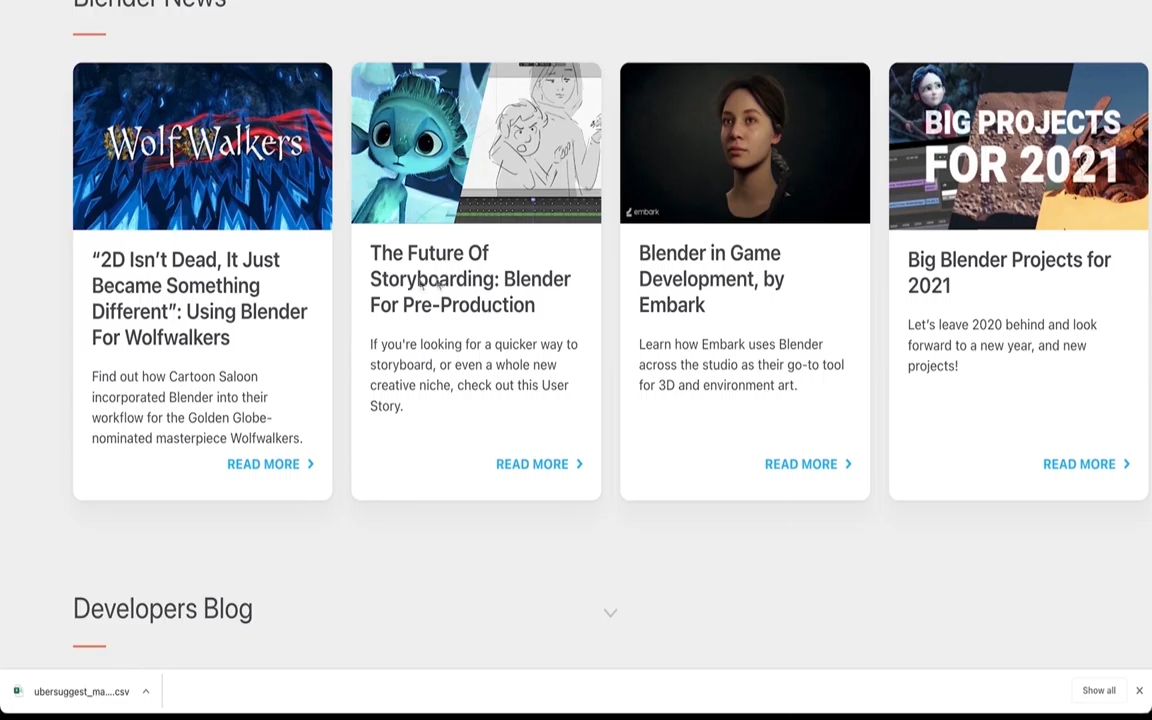 Blender News
WolfWalkers
“2D Isn’t Dead, It Just
Became Something
Different”: Using Blender
For Wolfwalkers
Find out how Cartoon Saloon
incorporated Blender into their
workflow for the Golden Globe-
nominated masterpiece Wolfwalkers.
READ MORE
The Future Of
Storyboarding: Blender
For Pre-Production
If you're looking for a quicker way to
storyboard, or even a whole new
creative niche, check out this User
Story.
READ MORE
embark
Blender in Game
Development, by
Embark
Learn how Embark uses Blender
across the studio as their go-to tool
for 3D and environment art.
READ MORE
BIG PROJECTS
FOR 2021
Big Blender Projects for
2021
Let’s leave 2020 behind and look
forward to a new year, and new
projects!
READ MORE
Developers Blog
ubersuggest_ma....csv
Show all